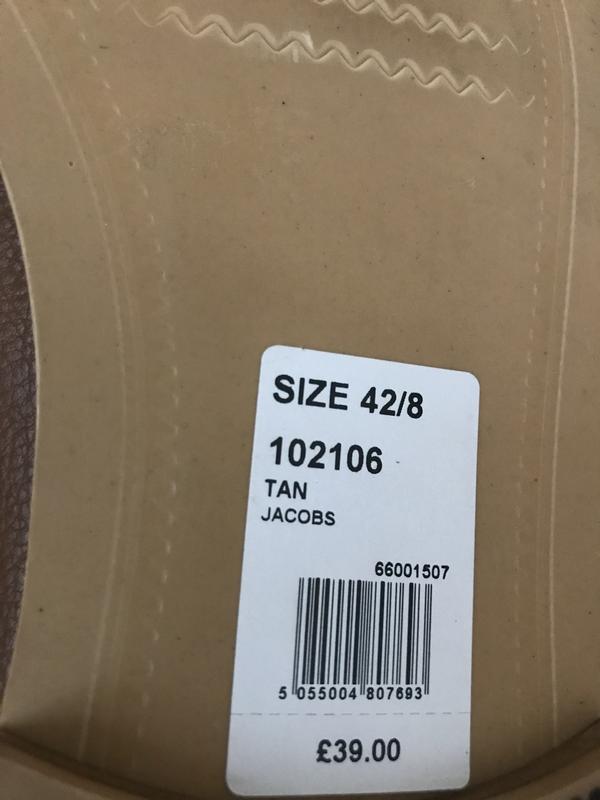 SIZE 42/8
102106
TAN
JACOBS
66001507
5 055004 807693
£39.00